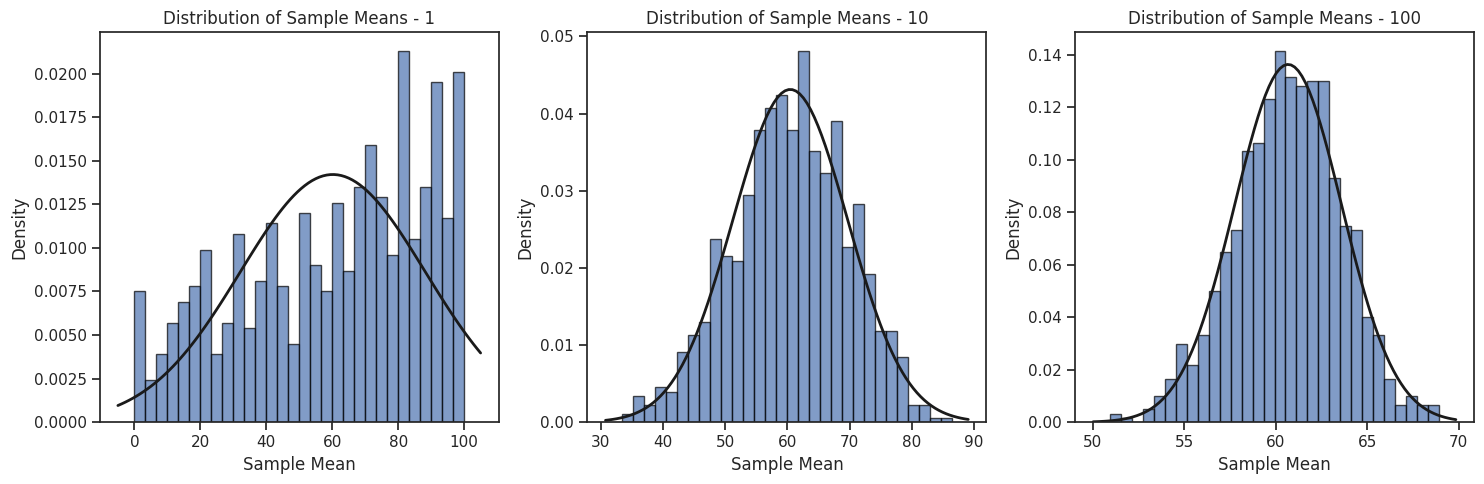 Distribution of Sample Means - 1
0.0200
0.0175
0.0150
0.0125
0.0100
0.0075
0.0050
0.0025
0.0000
Density
0 20 40 60 80 100
Sample Mean
Distribution of Sample Means - 10
0.05
0.04
0.03
0.02
0.01
0.00
Density
30 40 50 60 70 80 90
Sample Mean
Distribution of Sample Means - 100
0.14
0.12
0.10
0.08
0.06
0.04
0.02
0.00
Density
50 55 60 65 70
Sample Mean